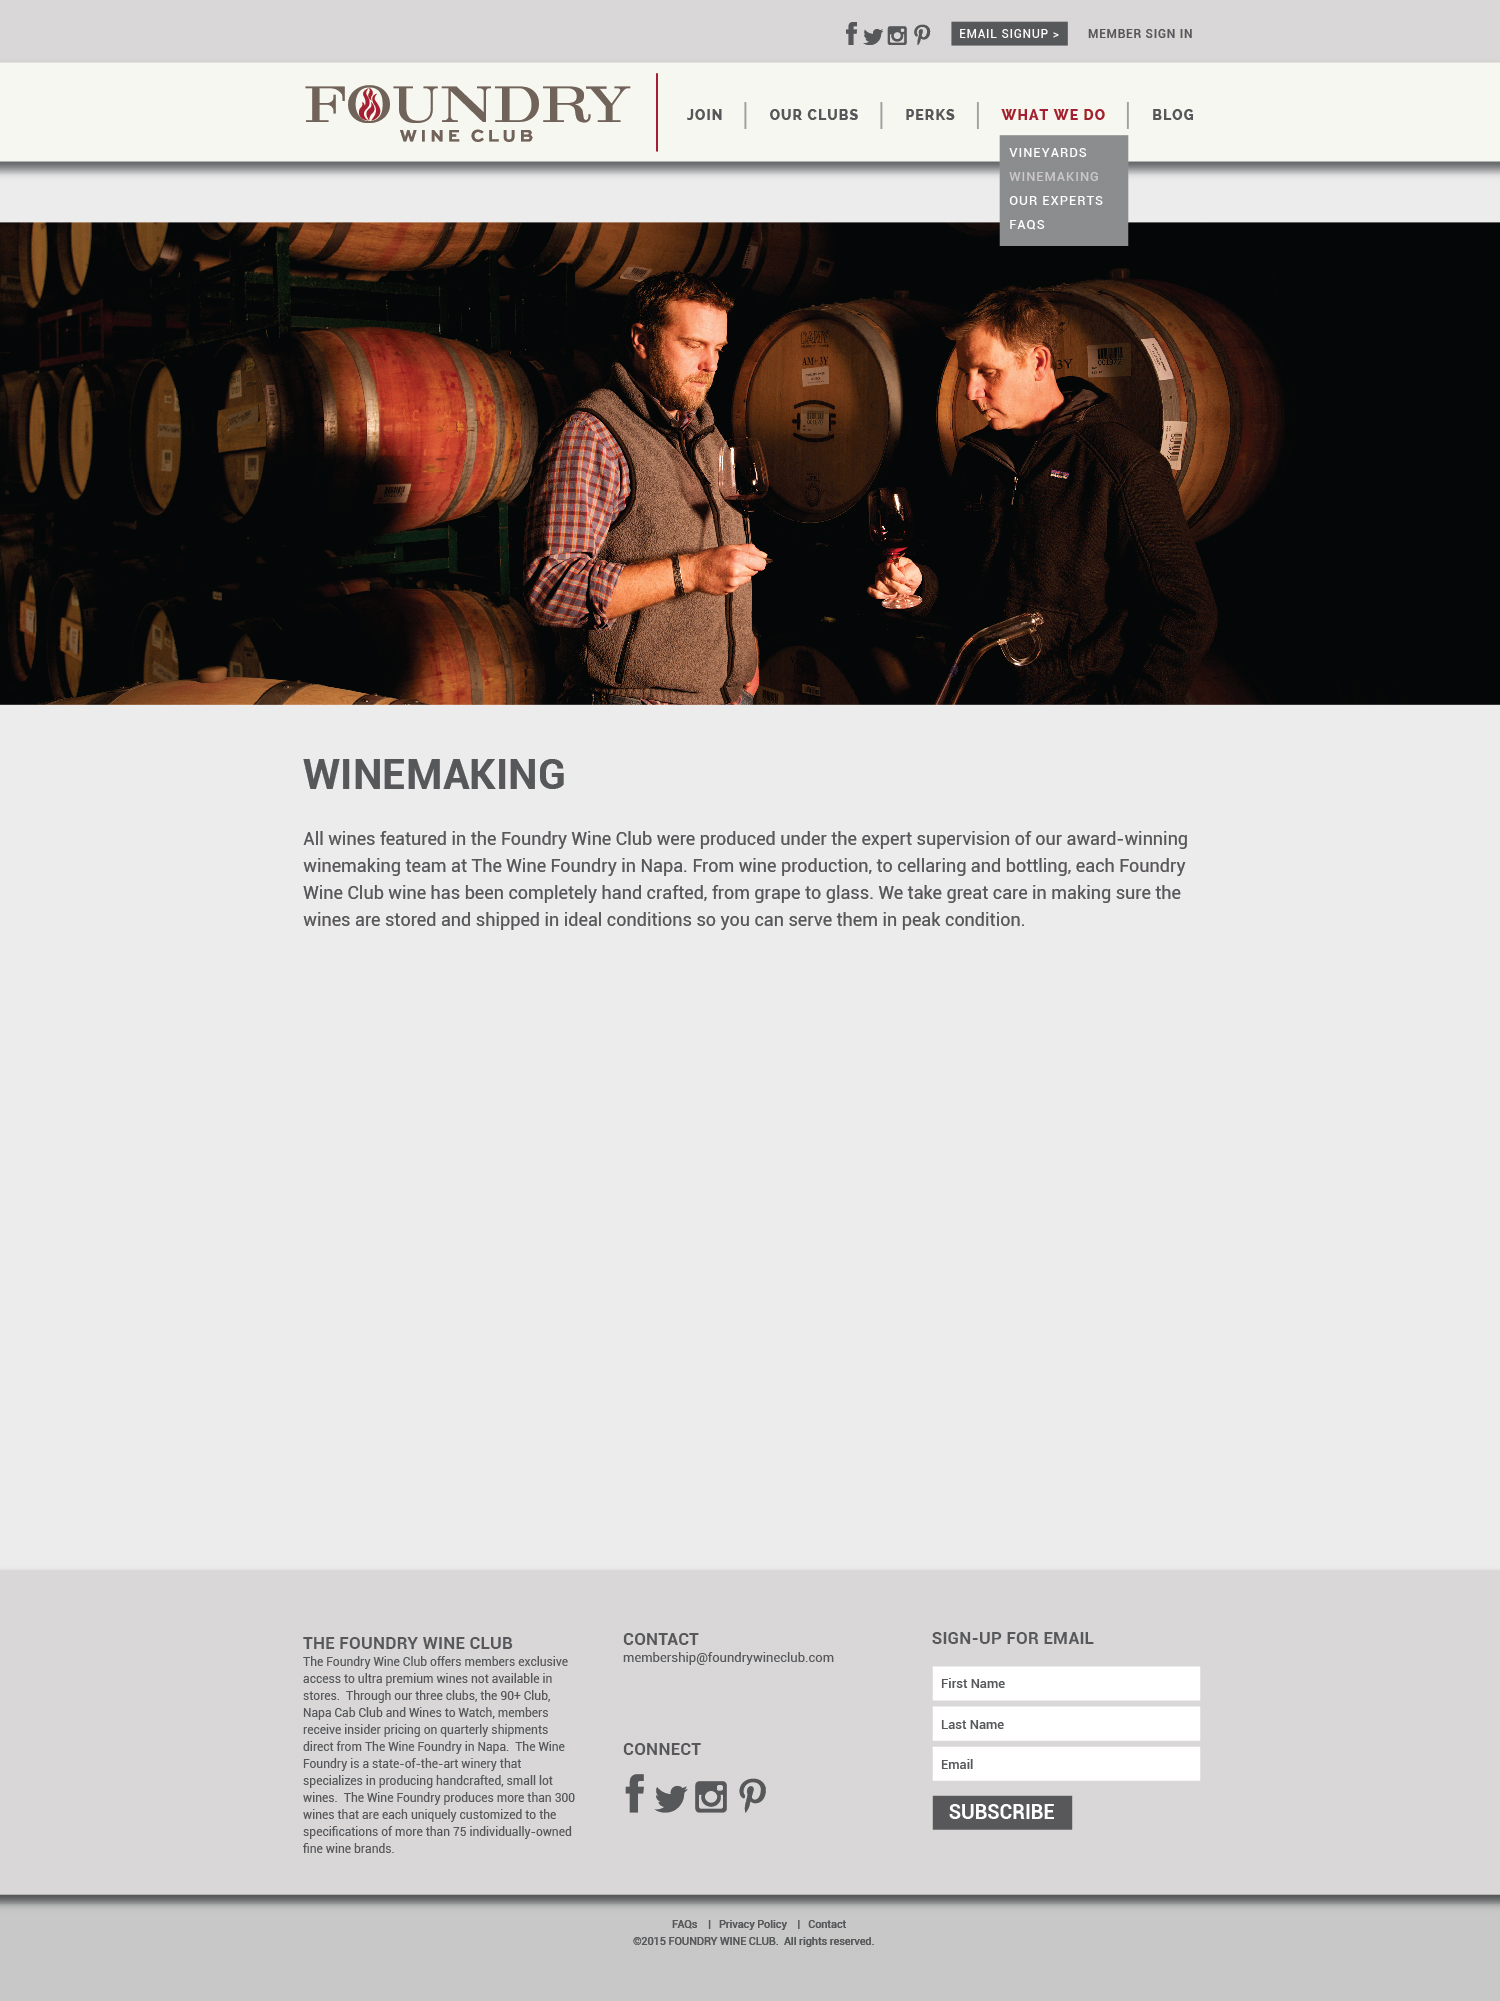 EMAIL SIGNUP >
MEMBER SIGN IN
FOUNDRY
WINE CLUB
JOIN
OUR CLUBS
PERKS
WHAT WE DO
BLOG
VINEYARDS
WINEMAKING
OUR EXPERTS
FAQS
AM+3Y
3Y
WINEMAKING
All wines featured in the Foundry Wine Club were produced under the expert supervision of our award-winning
winemaking team at The Wine Foundry in Napa. From wine production, to cellaring and bottling, each Foundry
Wine Club wine has been completely hand crafted, from grape to glass. We take great care in making sure the
wines are stored and shipped in ideal conditions so you can serve them in peak condition.
THE FOUNDRY WINE CLUB
The Foundry Wine Club offers members exclusive
access to ultra premium wines not available in
stores.  Through our three clubs, the 90+ Club,
Napa Cab Club and Wines to Watch, members
receive insider pricing on quarterly shipments
direct from The Wine Foundry in Napa.  The Wine
Foundry is a state-of-the-art winery that
specializes in producing handcrafted, small lot
wines.  The Wine Foundry produces more than 300
wines that are each uniquely customized to the
specifications of more than 75 individually-owned
fine wine brands.
CONTACT
membership@foundrywineclub.com
CONNECT
SIGN-UP FOR EMAIL
First Name
Last Name
Email
SUBSCRIBE
FAQs | Privacy Policy | Contact
©2015 FOUNDRY WINE CLUB.  All rights reserved.